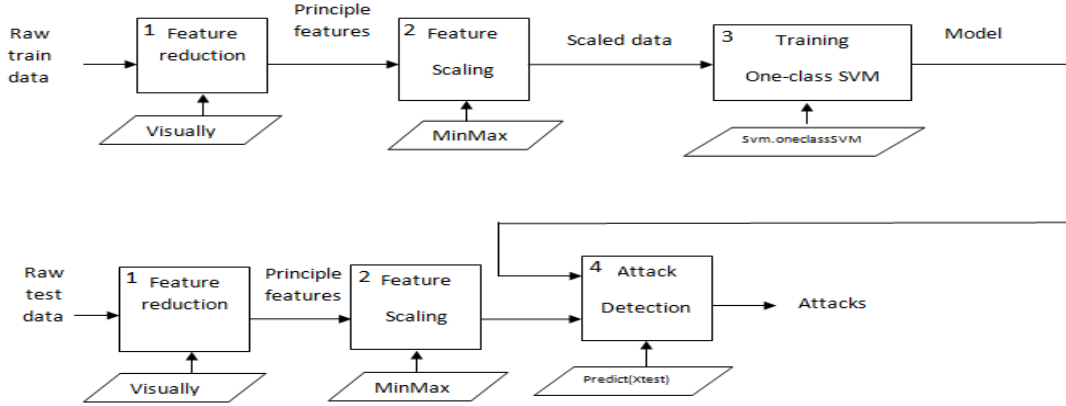 Raw
train
data
1 Feature
reduction
Visually
Principle
features
2 Feature
Scaling
MinMax
Scaled data
3 Training
One-class SVM
Svm.oneclassSVM
Model
Raw
test
data
1 Feature
reduction
Visually
Principle
features
2 Feature
Scaling
MinMax
4 Attack
Detection
Predict(Xtest)
Attacks